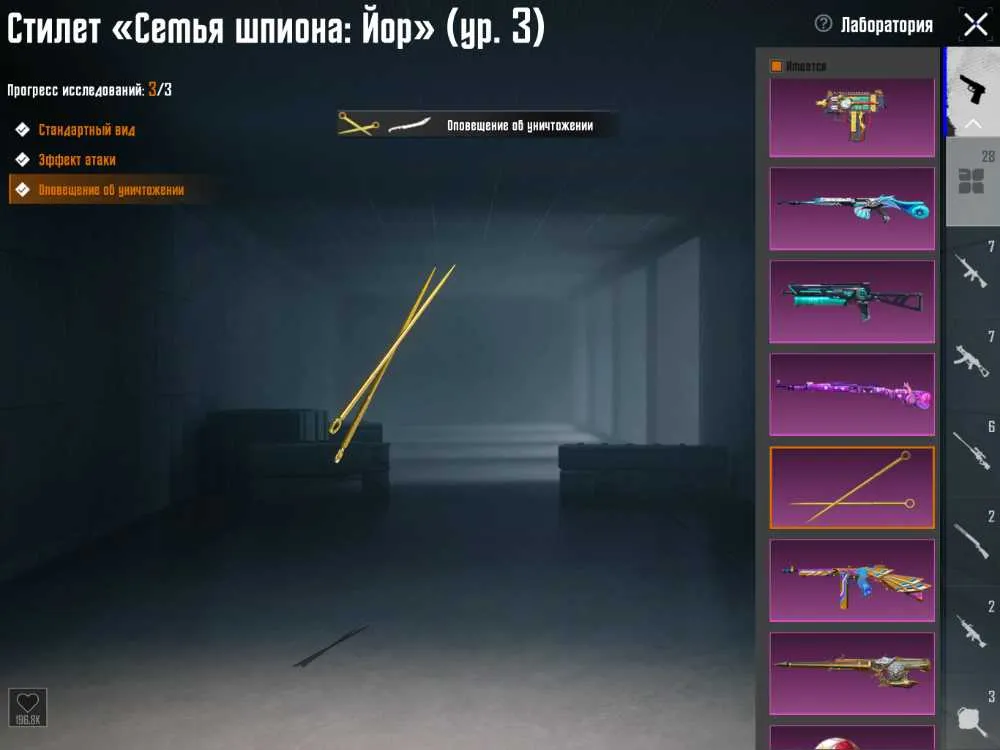 Стилет «Семья шпиона: Йор» (ур. 3)
? Лаборатория
Прогресс исследований: 3/3
Имеется
Стандартный вид
Оповещение об уничтожении
Эффект атаки
Оповещение об уничтожении
28
7
7
6
2
2
3
196.8K